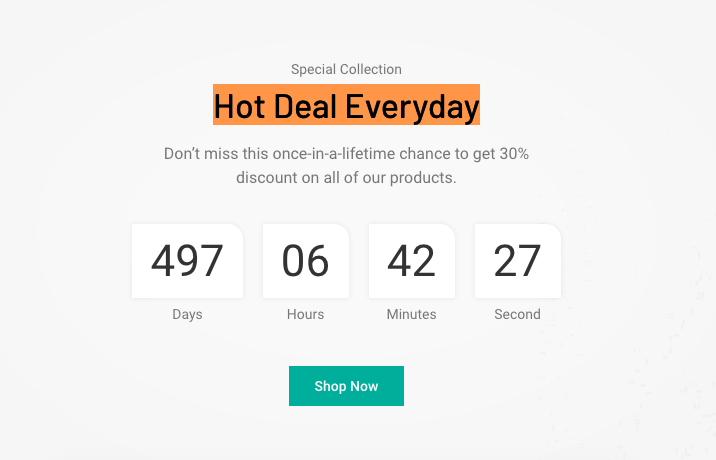 Special Collection
Hot Deal Everyday
Don’t miss this once-in-a-lifetime chance to get 30%
discount on all of our products.
497 06 42 27
Days Hours Minutes Second
Shop Now